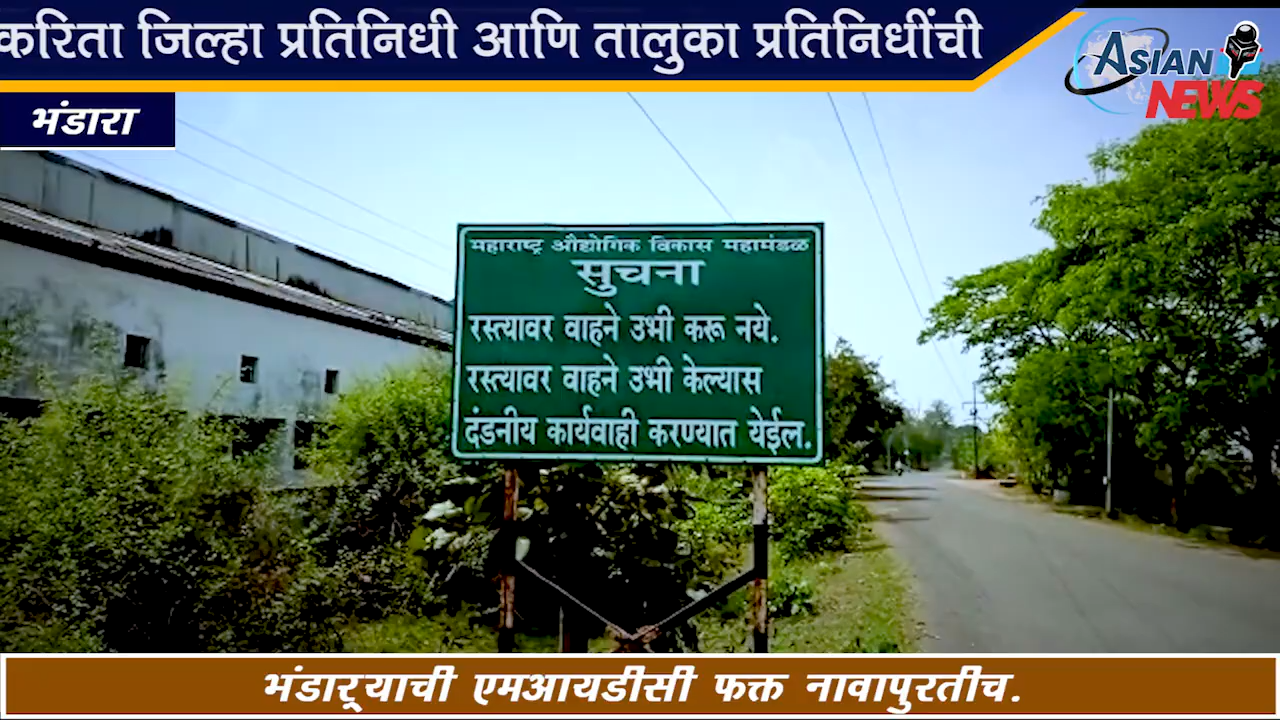 करिता जिल्हा प्रतिनिधी आणि तालुका प्रतिनिधींची
ASIAN
NEWS
भंडारा
महाराष्ट्र औद्योगिक विकास महामंडळ
सुचना
रस्त्यावर वाहने उभी करू नये.
रस्त्यावर वाहने उभी केल्यास
दंडनीय कार्यवाही करण्यात येईल.
भंडाऱ्याची एमआयडीसी फक्त नावापुरतीच.